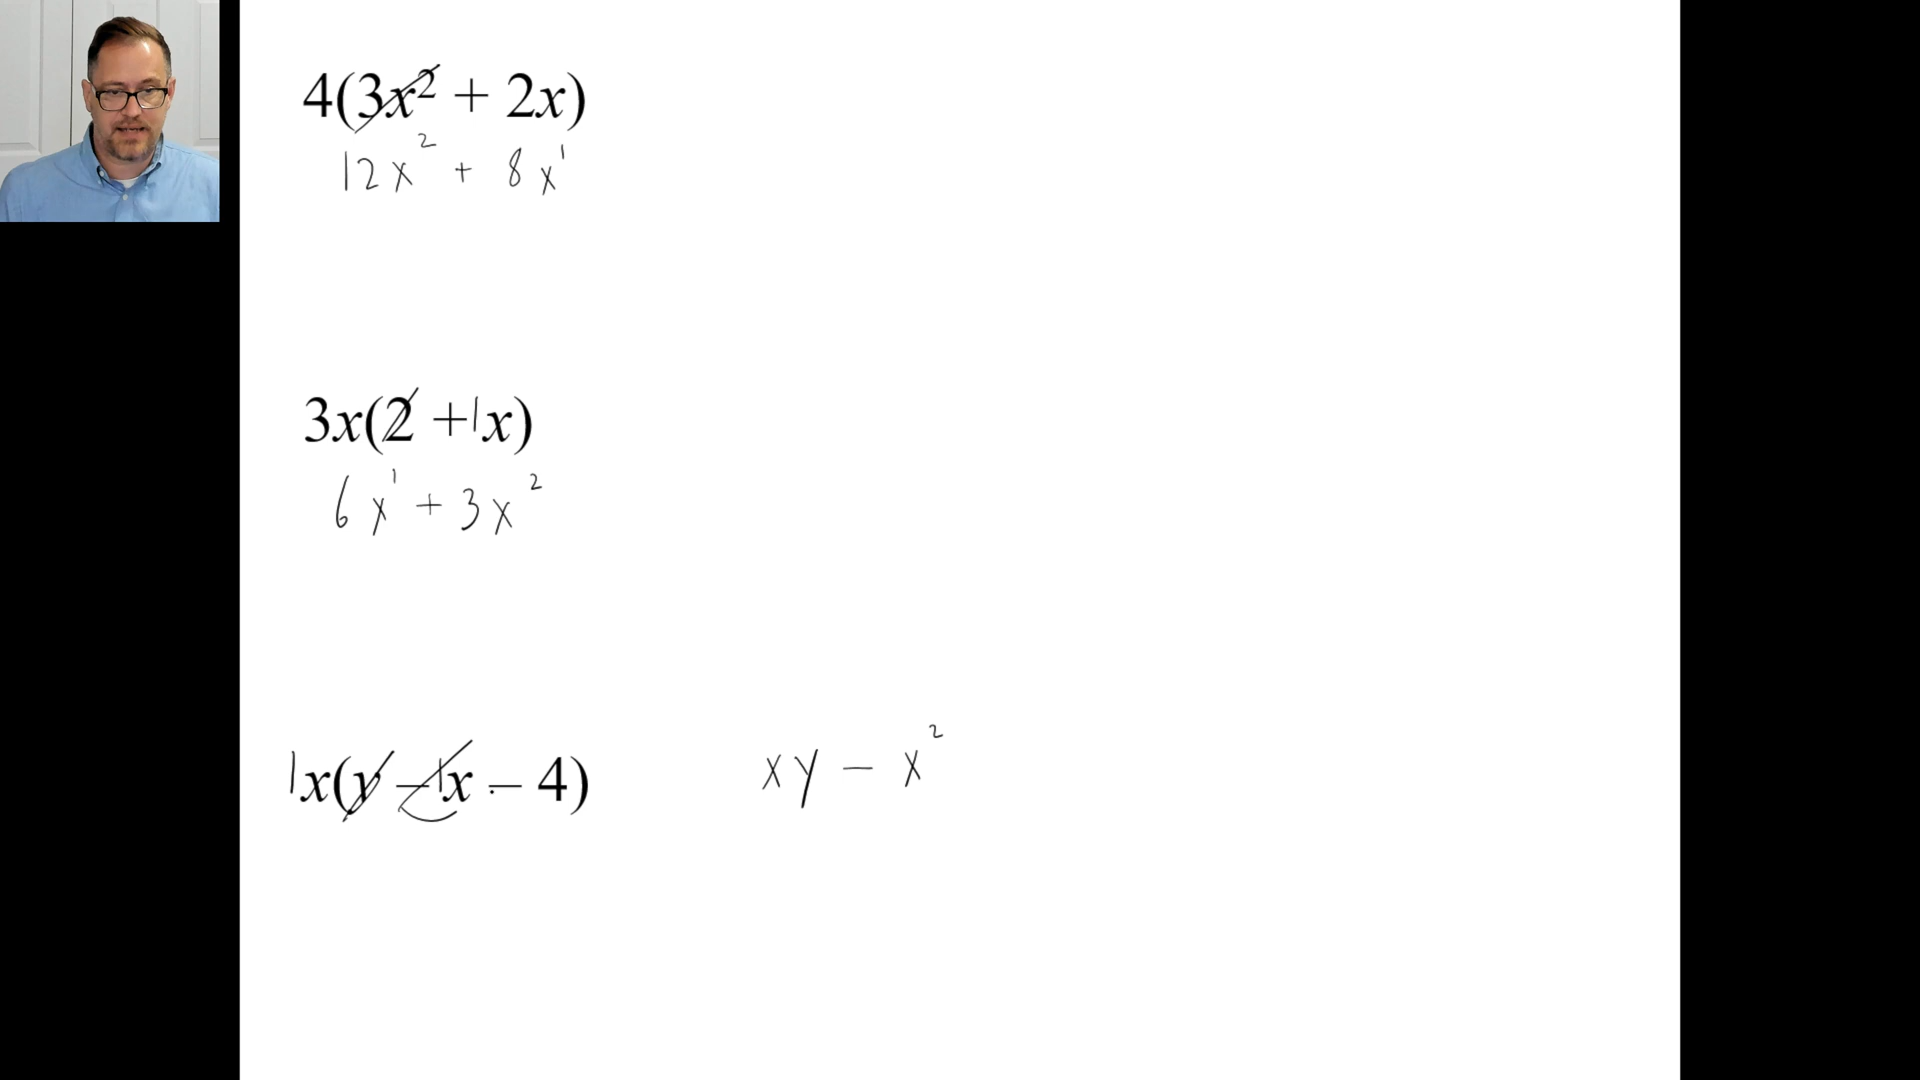 4(3x² + 2x)
12x² + 8x¹
3x(2 + 1x)
6x¹ + 3x²
1x(y – 1x – 4) xy – x²